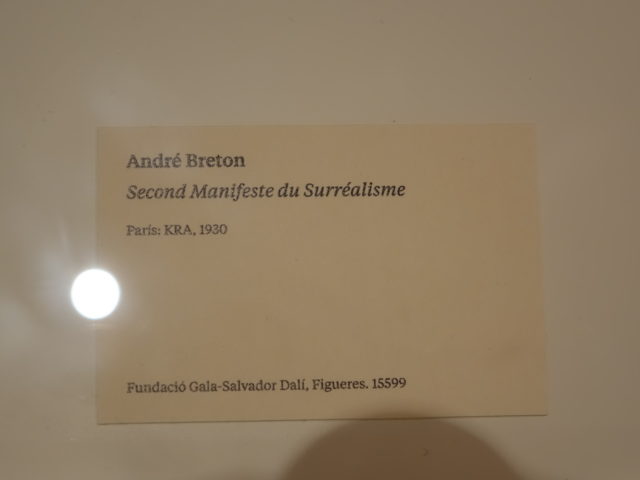 André Breton
Second Manifeste du Surréalisme
París: KRA, 1930
Fundació Gala-Salvador Dalí, Figueres. 15599